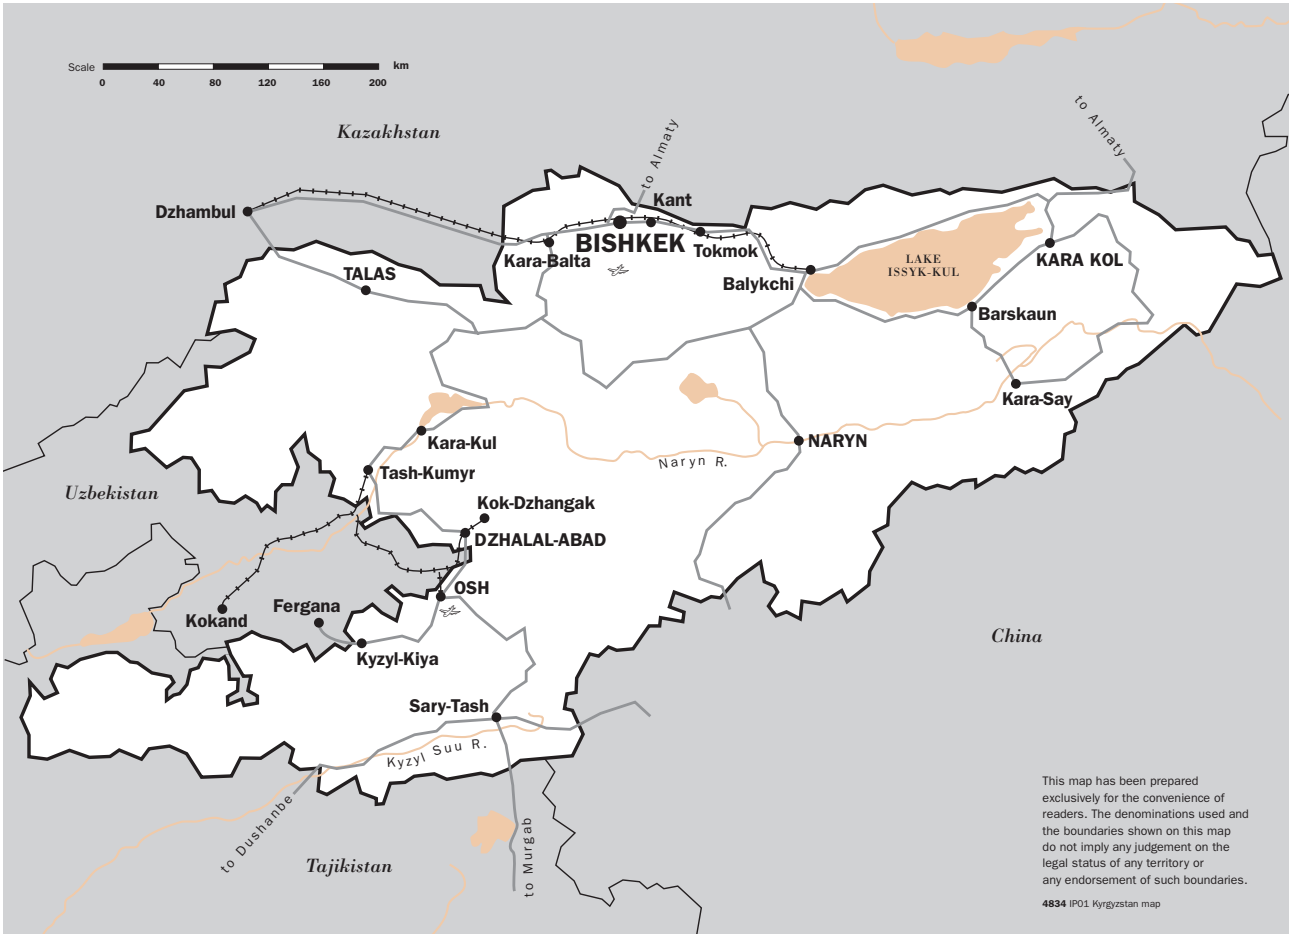 to Almaty
to Almaty
Scale
km
0 40 80 120 160 200
Kazakhstan
Dzhambul
Kant
BISHKEK
Tokmok
Kara-Balta
TALAS
Balykchi
LAKE
ISSYK-KUL
KARA KOL
Barskaun
Kara-Say
Kara-Kul
NARYN
Naryn R.
Tash-Kumyr
Uzbekistan
Kok-Dzhangak
DZHALAL-ABAD
OSH
Fergana
Kokand
Kyzyl-Kiya
China
Sary-Tash
Kyzyl Suu R.
to Dushanbe
to Murgab
Tajikistan
This map has been prepared
exclusively for the convenience of
readers. The denominations used and
the boundaries shown on this map
do not imply any judgement on the
legal status of any territory or
any endorsement of such boundaries.
4834 IP01 Kyrgyzstan map